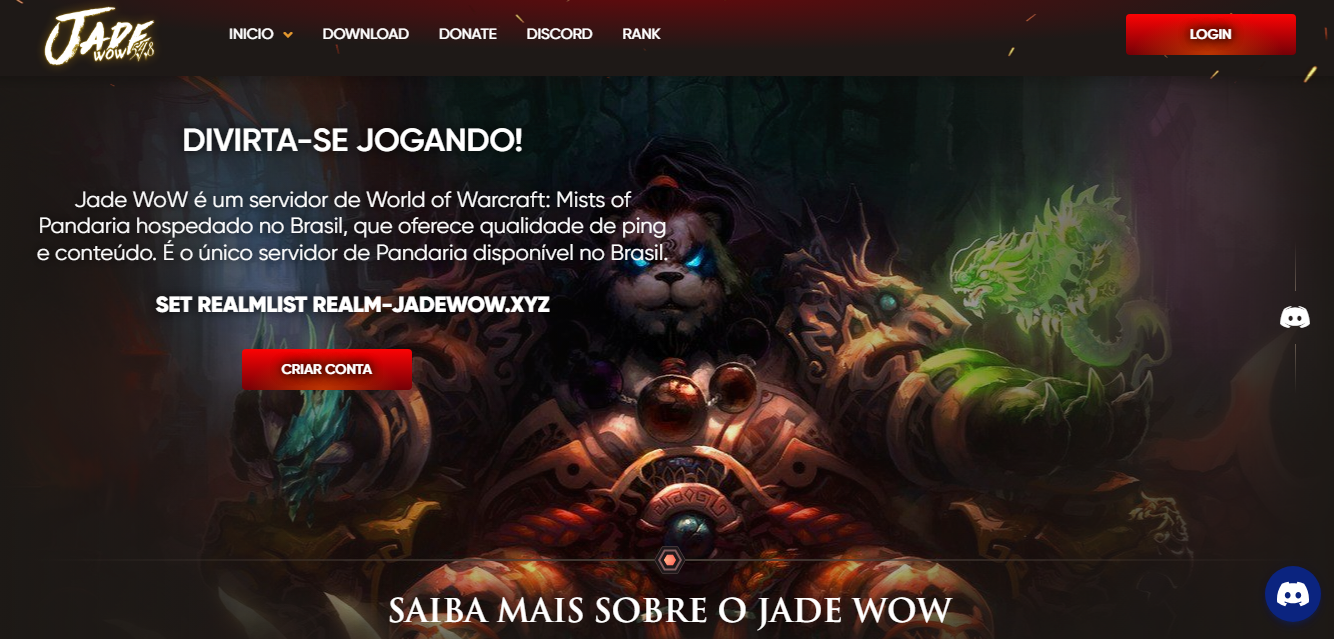 JADE
WOW 5.4.8
INICIO
DOWNLOAD
DONATE
DISCORD
RANK
LOGIN
DIVIRTA-SE JOGANDO!
Jade WoW é um servidor de World of Warcraft: Mists of
Pandaria hospedado no Brasil, que oferece qualidade de ping
e conteúdo. É o único servidor de Pandaria disponível no Brasil.
SET REALMLIST REALM-JADEWOW.XYZ
CRIAR CONTA
SAIBA MAIS SOBRE O JADE WOW